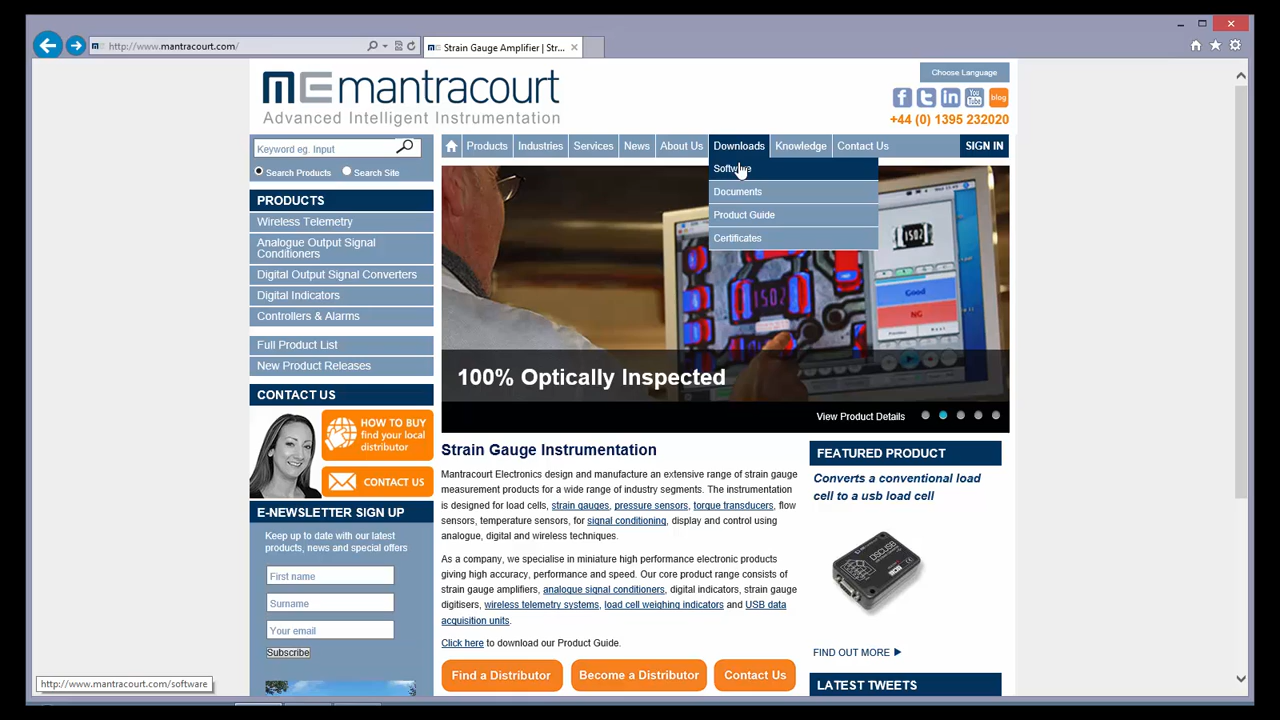 http://www.mantracourt.com/
Strain Gauge Amplifier | Str...
ME mantracourt
Advanced Intelligent Instrumentation
Choose Language
You Tube
blog
+44 (0) 1395 232020
Keyword eg. Input
Search Products Search Site
Products Industries Services News About Us Downloads Knowledge Contact Us SIGN IN
Software
Documents
Product Guide
Certificates
PRODUCTS
Wireless Telemetry
Analogue Output Signal
Conditioners
Digital Output Signal Converters
Digital Indicators
Controllers & Alarms
Full Product List
New Product Releases
CONTACT US
HOW TO BUY
find your local
distributor
CONTACT US
E-NEWSLETTER SIGN UP
Keep up to date with our latest
products, news and special offers
First name
Surname
Your email
Subscribe
1502
1502
Good
NG
100% Optically Inspected
View Product Details
Strain Gauge Instrumentation
Mantracourt Electronics design and manufacture an extensive range of strain gauge
measurement products for a wide range of industry segments. The instrumentation
is designed for load cells, strain gauges, pressure sensors, torque transducers, flow
sensors, temperature sensors, for signal conditioning, display and control using
analogue, digital and wireless techniques.
As a company, we specialise in miniature high performance electronic products
giving high accuracy, performance and speed. Our core product range consists of
strain gauge amplifiers, analogue signal conditioners, digital indicators, strain gauge
digitisers, wireless telemetry systems, load cell weighing indicators and USB data
acquisition units.
Click here to download our Product Guide.
Find a Distributor
Become a Distributor
Contact Us
FEATURED PRODUCT
Converts a conventional load
cell to a usb load cell
DSCUSB
FIND OUT MORE
LATEST TWEETS
http://www.mantracourt.com/software